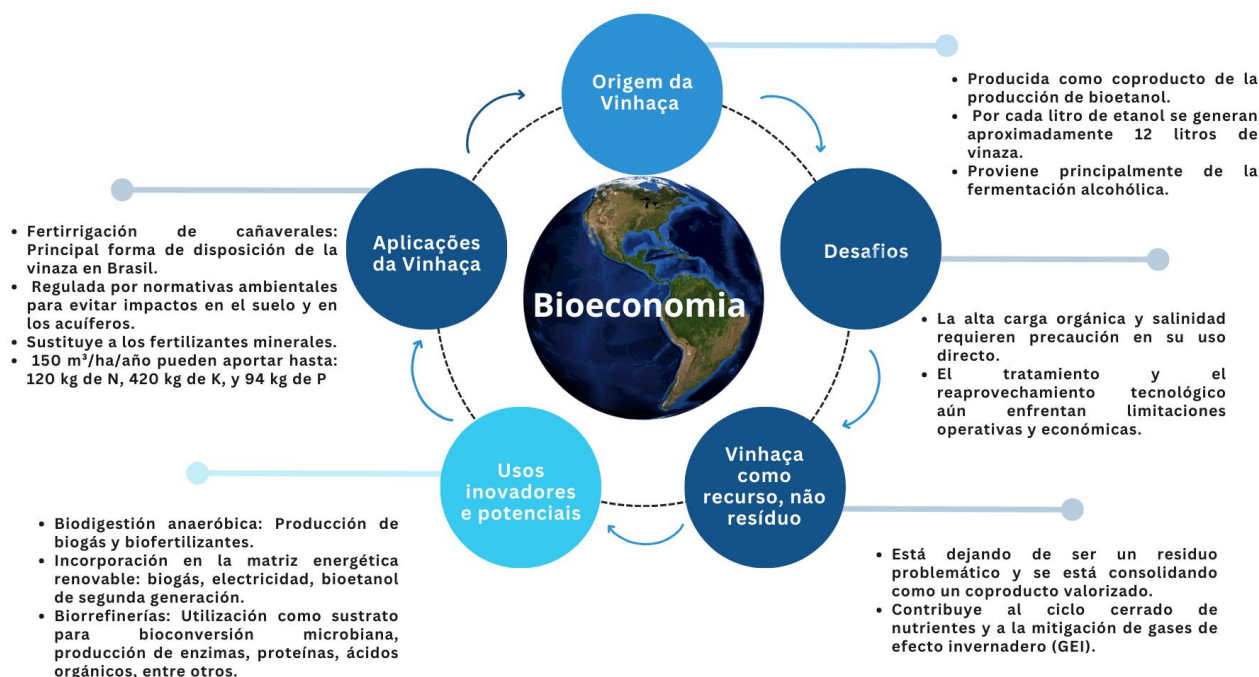 Origem da
Vinhaça
• Producida como coproducto de la
producción de bioetanol.
• Por cada litro de etanol se generan
aproximadamente 12 litros de
vinaza.
• Proviene principalmente de la
fermentación alcohólica.
Desafios
• La alta carga orgánica y salinidad
requieren precaución en su uso
directo.
• El tratamiento y el
reaprovechamiento tecnológico
aún enfrentan limitaciones
operativas y económicas.
Vinhaça
como
recurso, não
resíduo
• Está dejando de ser un residuo
problemático y se está consolidando
como un coproducto valorizado.
• Contribuye al ciclo cerrado de
nutrientes y a la mitigación de gases de
efecto invernadero (GEI).
Usos
inovadores
e potenciais
• Biodigestión anaeróbica: Producción de
biogás y biofertilizantes.
• Incorporación en la matriz energética
renovable: biogás, electricidad, bioetanol
de segunda generación.
• Biorrefinerías: Utilización como sustrato
para bioconversión microbiana,
producción de enzimas, proteínas, ácidos
orgánicos, entre otros.
Aplicações
da Vinhaça
• Fertirrigación de cañaverales:
Principal forma de disposición de la
vinaza en Brasil.
• Regulada por normativas ambientales
para evitar impactos en el suelo y en
los acuíferos.
• Sustituye a los fertilizantes minerales.
• 150 m³/ha/año pueden aportar hasta:
120 kg de N, 420 kg de K, y 94 kg de P
Bioeconomia